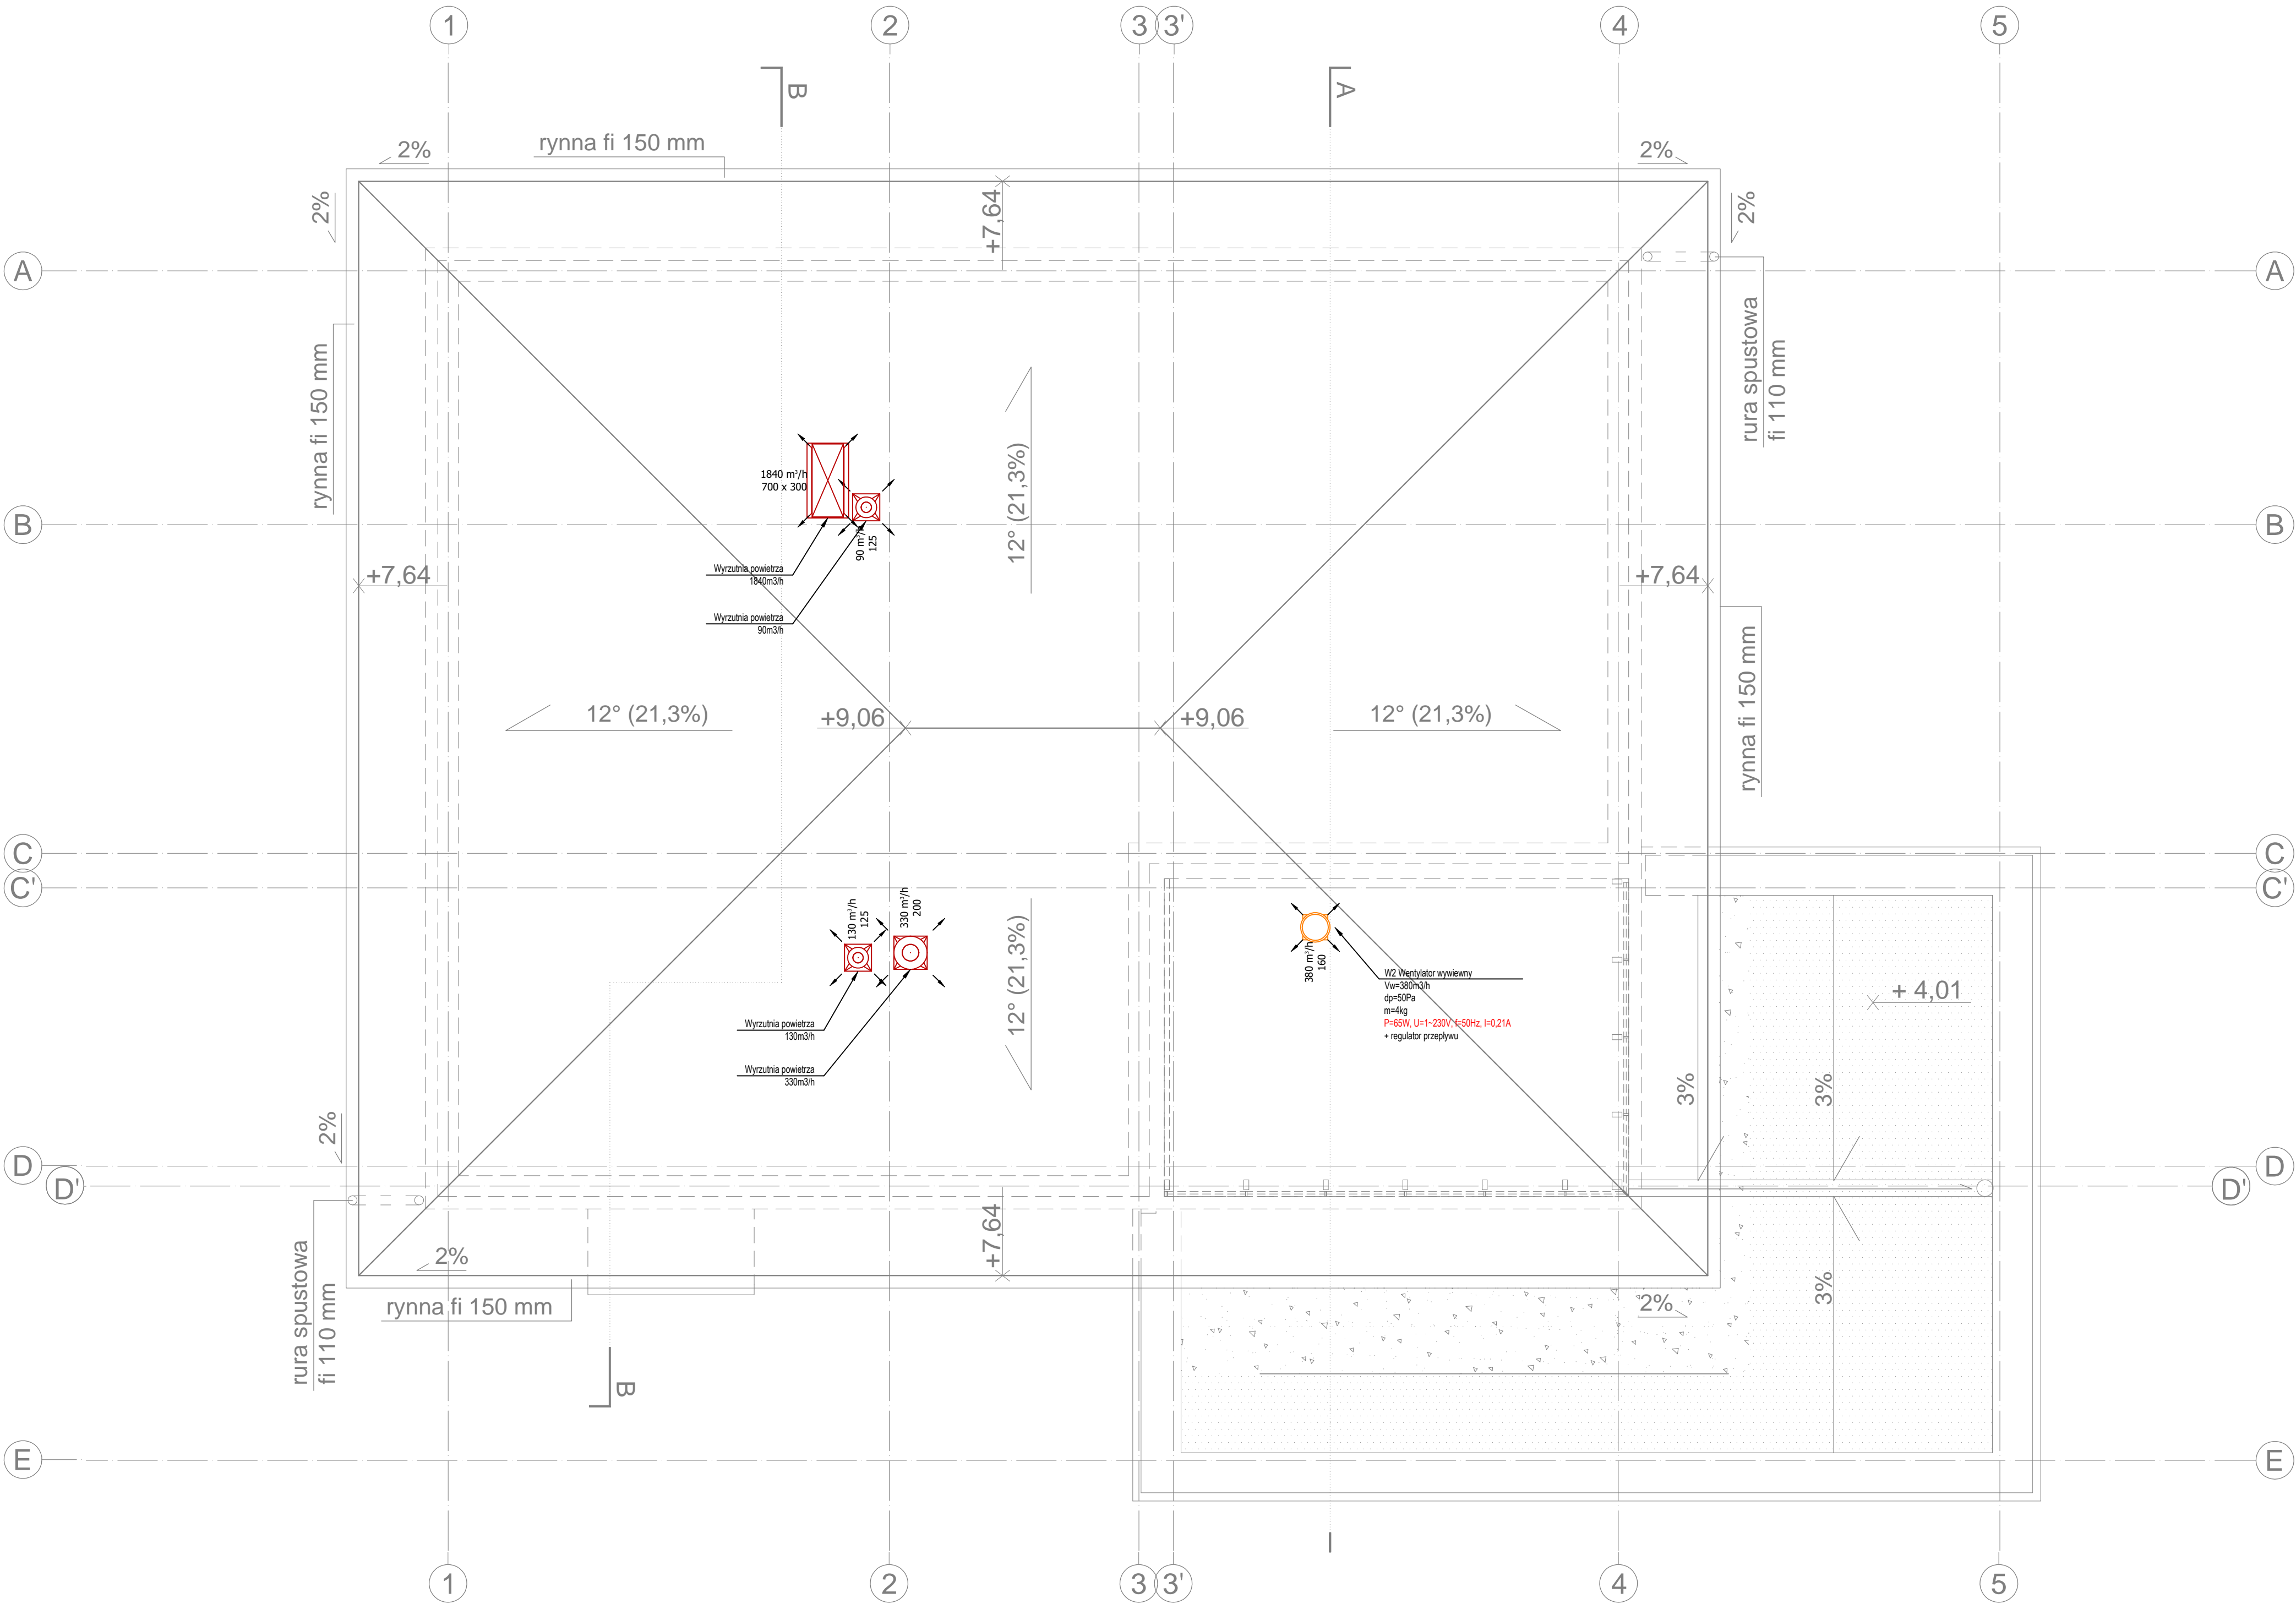 1
2
3
3'
4
5
B
A
2%
rynna fi 150 mm
2%
2%
+7,64
2%
A
A
rynna fi 150 mm
rura spustowa
fi 110 mm
1840 m³/h
700 x 300
12° (21,3%)
B
B
90 m³/h
125
Wyrzutnia powietrza
1840m3/h
+7,64
+7,64
Wyrzutnia powietrza
90m3/h
rynna fi 150 mm
12° (21,3%)
+9,06
+9,06
12° (21,3%)
C
C
C'
C'
130 m³/h
125
330 m³/h
200
380 m³/h
160
12° (21,3%)
W2 Wentylator wywiewny
Vw=380m3/h
dp=50Pa
m=4kg
P=65W, U=1~230V, f=50Hz, I=0,21A
+ regulator przepływu
+ 4,01
Wyrzutnia powietrza
130m3/h
Wyrzutnia powietrza
330m3/h
3%
3%
2%
D
D
D'
D'
+7,64
2%
rura spustowa
fi 110 mm
rynna fi 150 mm
2%
3%
B
E
E
1
2
3
3'
4
5